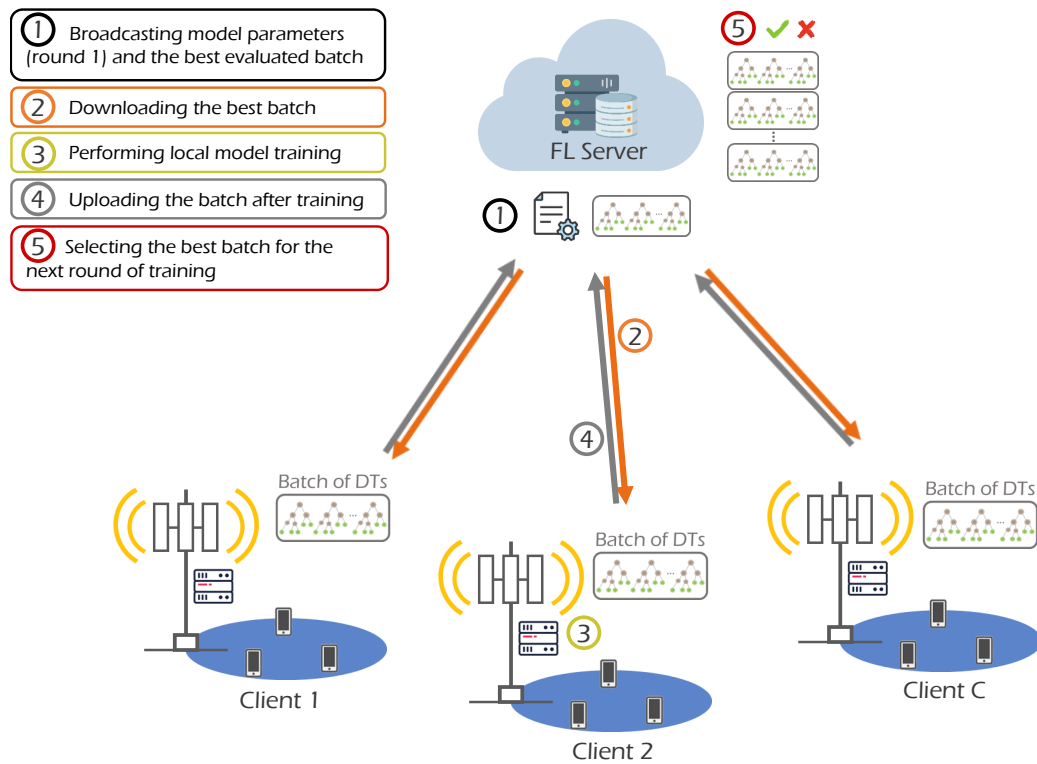 1 Broadcasting model parameters
(round 1) and the best evaluated batch
2 Downloading the best batch
3 Performing local model training
4 Uploading the batch after training
5 Selecting the best batch for the
next round of training
5
FL Server
1
2
4
Batch of DTs
Batch of DTs
Batch of DTs
3
Client 1
Client 2
Client C